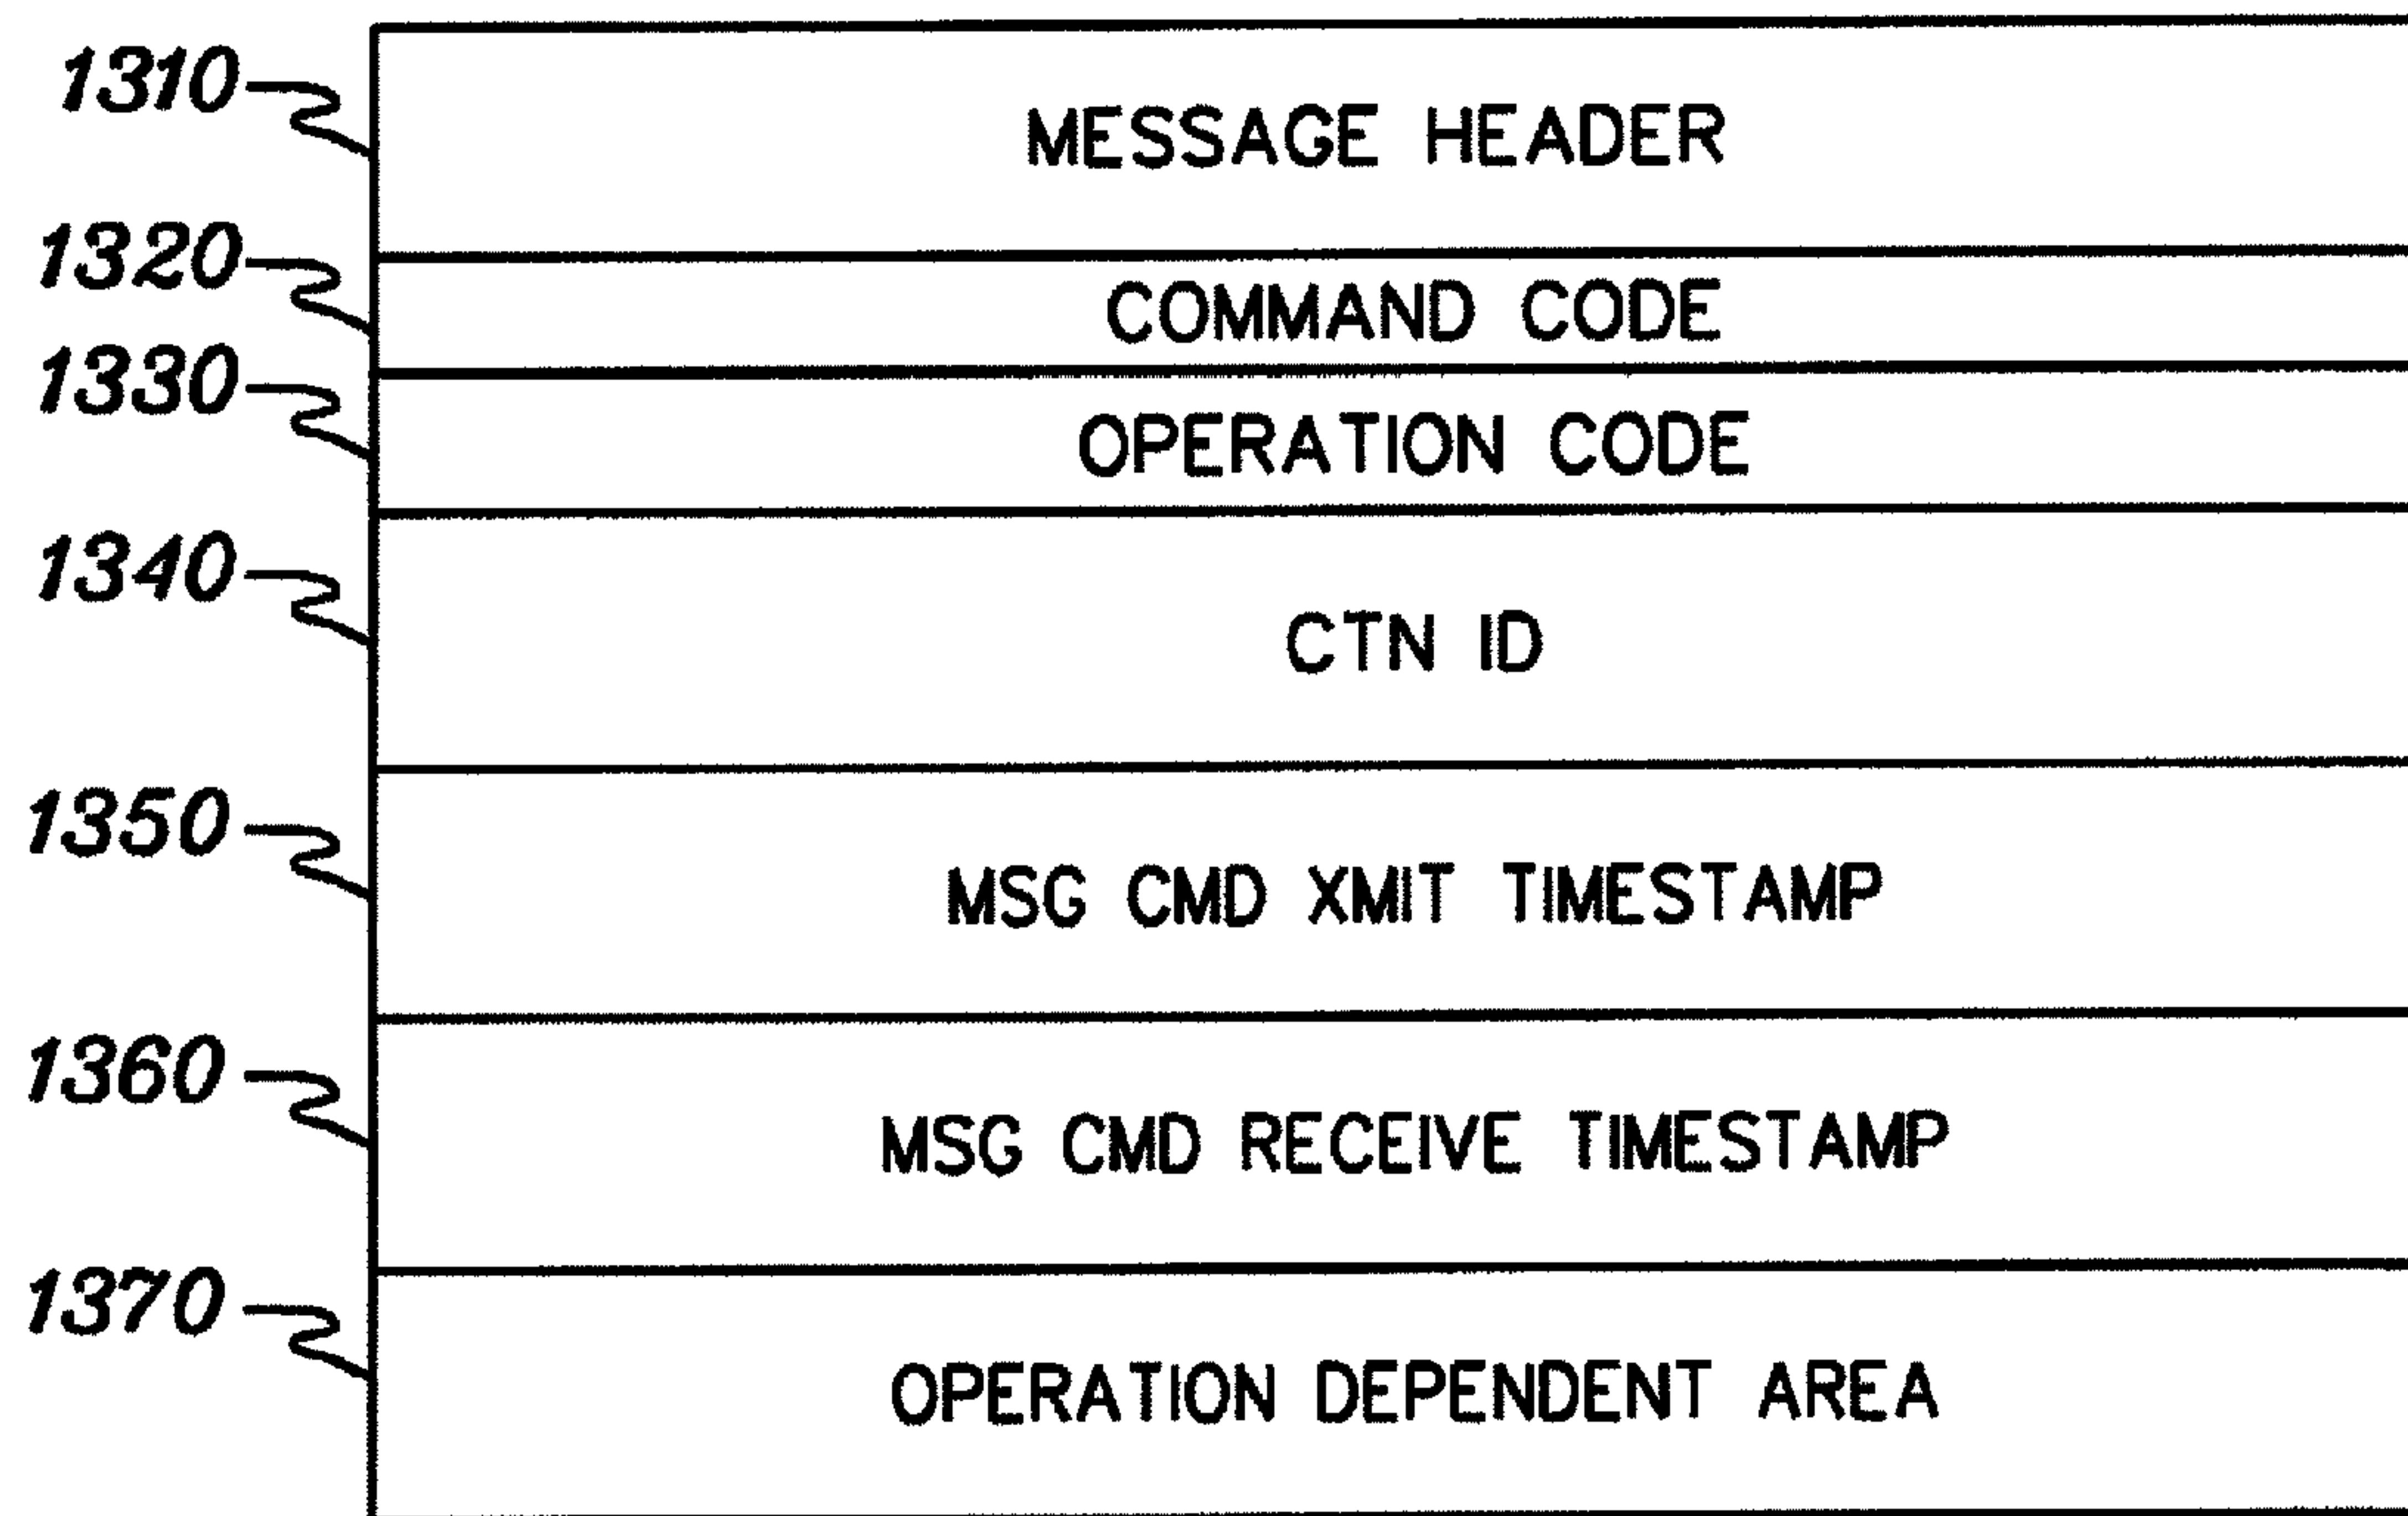 1310 MESSAGE HEADER
1320 COMMAND CODE
1330 OPERATION CODE
1340 CTN ID
1350 MSG CMD XMIT TIMESTAMP
1360 MSG CMD RECEIVE TIMESTAMP
1370 OPERATION DEPENDENT AREA